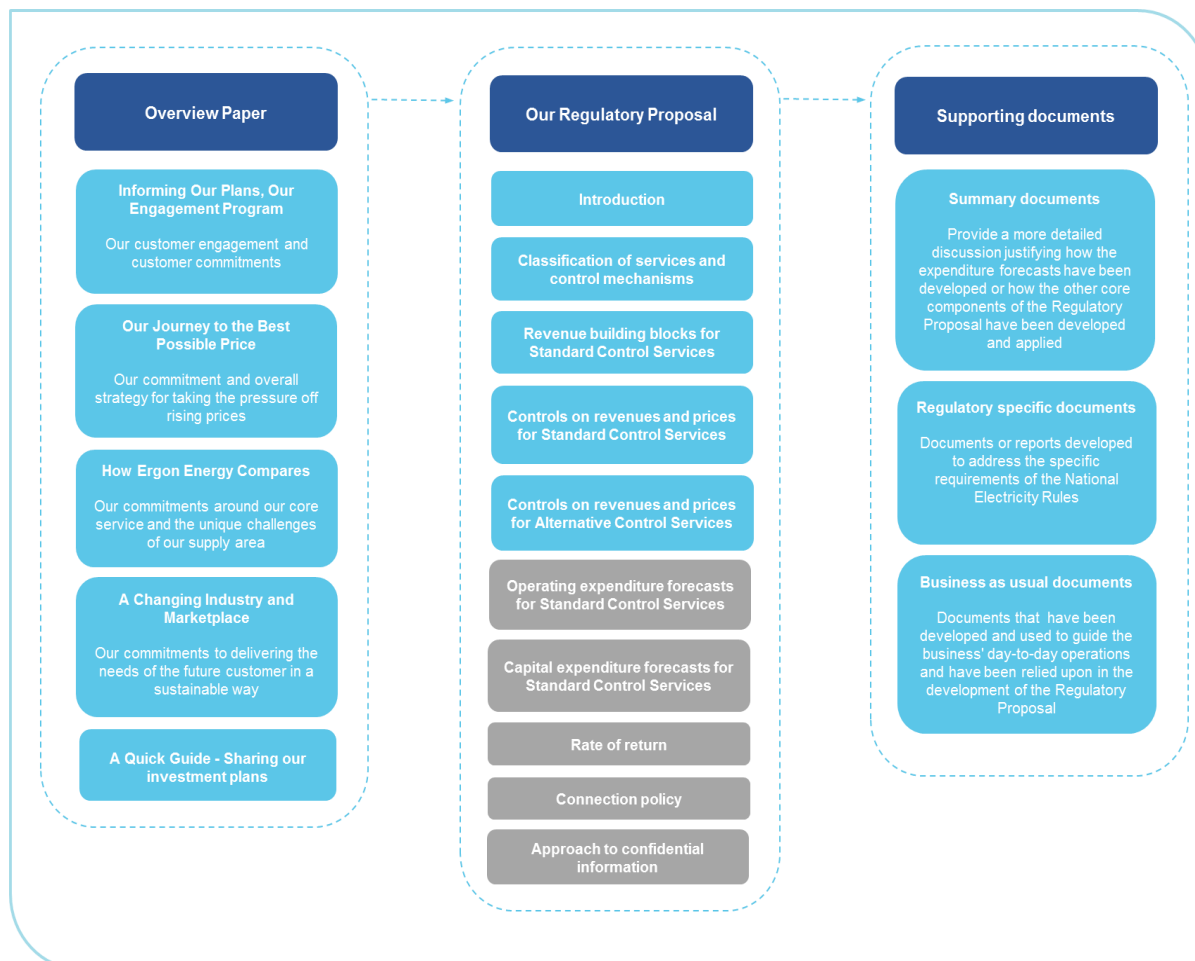 Overview Paper
Informing Our Plans, Our
Engagement Program
Our customer engagement and
customer commitments
Our Journey to the Best
Possible Price
Our commitment and overall
strategy for taking the pressure off
rising prices
How Ergon Energy Compares
Our commitments around our core
service and the unique challenges
of our supply area
A Changing Industry and
Marketplace
Our commitments to delivering the
needs of the future customer in a
sustainable way
A Quick Guide - Sharing our
investment plans
Our Regulatory Proposal
Introduction
Classification of services and
control mechanisms
Revenue building blocks for
Standard Control Services
Controls on revenues and prices
for Standard Control Services
Controls on revenues and prices
for Alternative Control Services
Operating expenditure forecasts
for Standard Control Services
Capital expenditure forecasts for
Standard Control Services
Rate of return
Connection policy
Approach to confidential
information
Supporting documents
Summary documents
Provide a more detailed
discussion justifying how the
expenditure forecasts have been
developed or how the other core
components of the Regulatory
Proposal have been developed
and applied
Regulatory specific documents
Documents or reports developed
to address the specific
requirements of the National
Electricity Rules
Business as usual documents
Documents that have been
developed and used to guide the
business' day-to-day operations
and have been relied upon in the
development of the Regulatory
Proposal